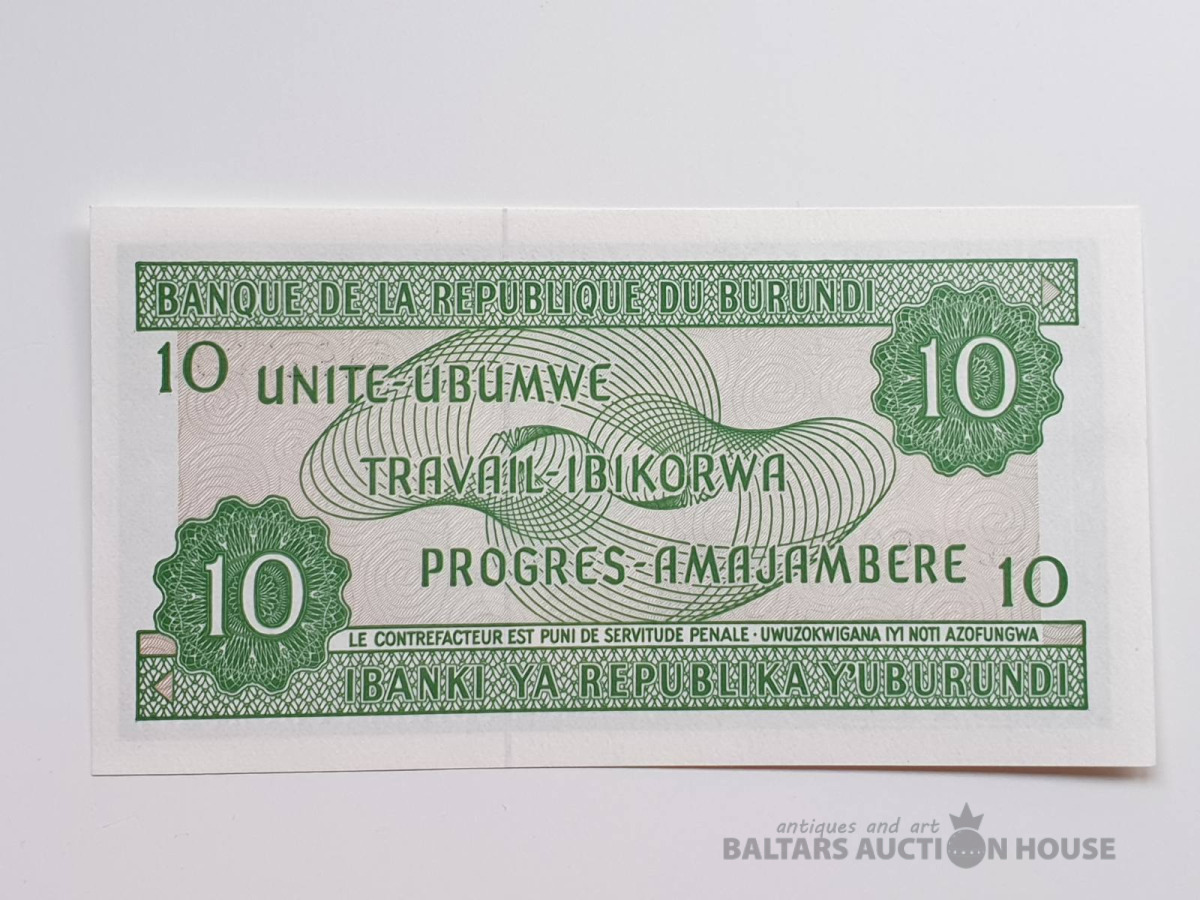 BANQUE DE LA REPUBLIQUE DU BURUNDI
10
10
UNITE-UBUMWE
TRAVAIL-IBIKORWA
PROGRES-AMAJAMBERE
10
10
LE CONTREFACTEUR EST PUNI DE SERVITUDE PENALE · UWUZOKWIGANA IYI NOTI AZOFUNGWA
IBANKI YA REPUBLIKA Y'UBURUNDI
antiques and art
BALTARS AUCTION HOUSE